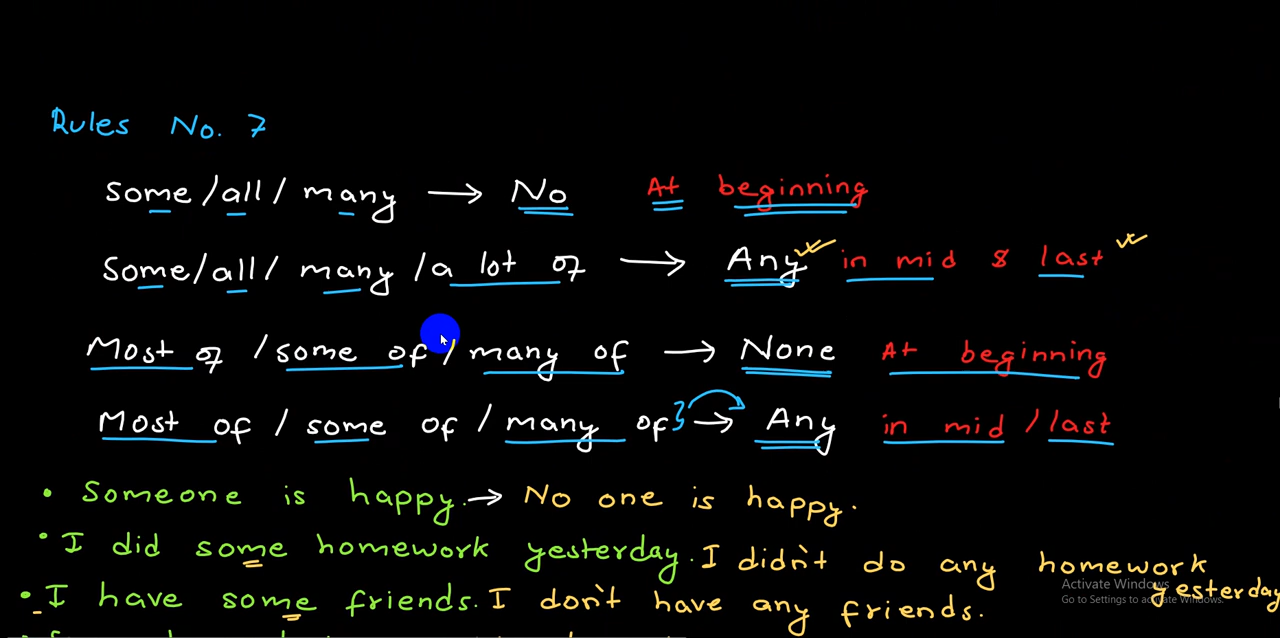 Rules No. 7
some/all/many → No At beginning
Some/all/many/a lot of → Any in mid & last
Most of/some of/many of → None At beginning
Most of/some of/many of → Any in mid/last
• Someone is happy. → No one is happy.
• I did some homework yesterday. I didn't do any homework yesterday
• I have some friends. I don't have any friends.
Activate Windows
Go to Settings to activate Windows.